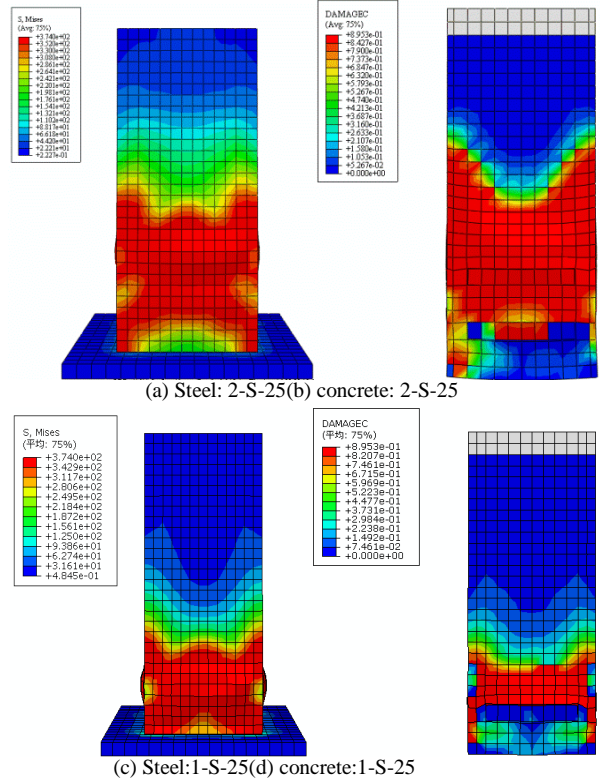 S, Mises
(Avg: 75%)
+3.740e+02
+3.520e+02
+3.300e+02
+3.080e+02
+2.861e+02
+2.641e+02
+2.421e+02
+2.201e+02
+1.981e+02
+1.761e+02
+1.541e+02
+1.321e+02
+1.102e+02
+8.817e+01
+6.618e+01
+4.420e+01
+2.221e+01
+2.227e-01
DAMAGEC
(Avg: 75%)
+8.953e-01
+8.427e-01
+7.900e-01
+7.373e-01
+6.847e-01
+6.320e-01
+5.793e-01
+5.267e-01
+4.740e-01
+4.213e-01
+3.687e-01
+3.160e-01
+2.633e-01
+2.107e-01
+1.580e-01
+1.053e-01
+5.267e-02
+0.000e+00
(a) Steel: 2-S-25(b) concrete: 2-S-25
S, Mises
(平均: 75%)
+3.740e+02
+3.429e+02
+3.117e+02
+2.806e+02
+2.495e+02
+2.184e+02
+1.872e+02
+1.561e+02
+1.250e+02
+9.386e+01
+6.274e+01
+3.161e+01
+4.845e-01
DAMAGEC
(平均: 75%)
+8.953e-01
+8.207e-01
+7.461e-01
+6.715e-01
+5.969e-01
+5.223e-01
+4.477e-01
+3.731e-01
+2.984e-01
+2.238e-01
+1.492e-01
+7.461e-02
+0.000e+00
(c) Steel:1-S-25(d) concrete:1-S-25